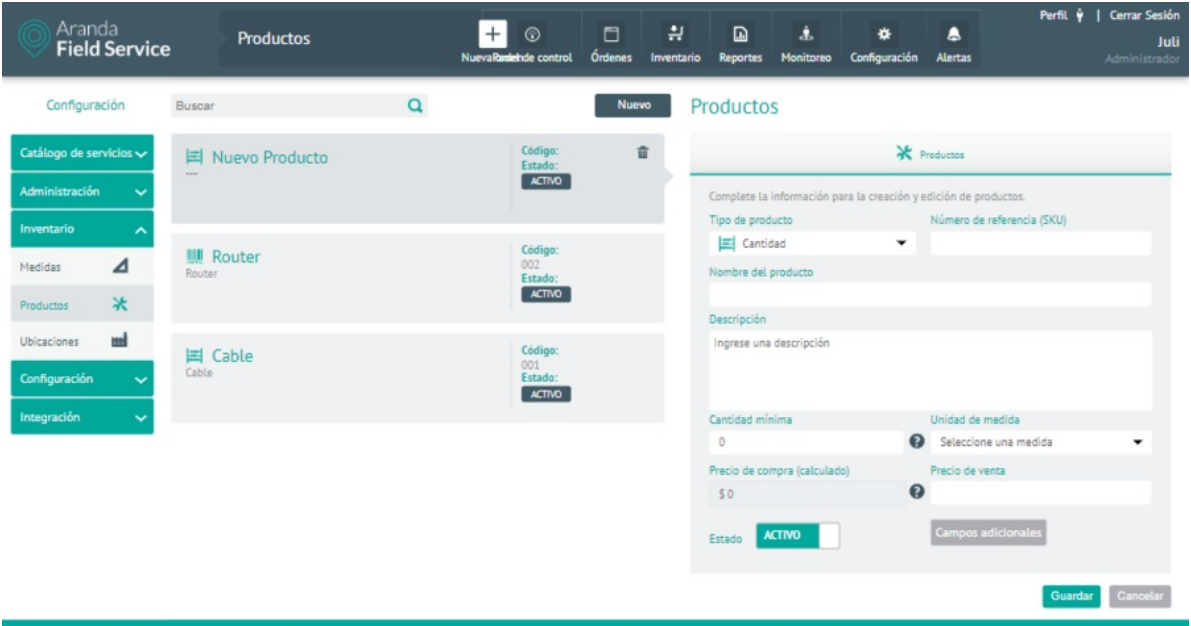 Aranda
Field Service
Productos
Perfil | Cerrar Sesión
Juli
Administrador
Órdenes
Inventario
Reportes
Monitoreo
Configuración
Alertas
Configuración
Catálogo de servicios
Administración
Inventario
Medidas
Productos
Ubicaciones
Configuración
Integración
Buscar
Nuevo
Nuevo Producto
---
Código:
Estado:
ACTIVO
Router
Router
Código:
002
Estado:
ACTIVO
Cable
Cable
Código:
001
Estado:
ACTIVO
Productos
Productos
Complete la información para la creación y edición de productos.
Tipo de producto
Número de referencia (SKU)
Cantidad
Nombre del producto
Descripción
Ingrese una descripción
Cantidad mínima
Unidad de medida
0
?
Seleccione una medida
Precio de compra (calculado)
Precio de venta
$ 0
?
Estado
ACTIVO
Campos adicionales
Guardar
Cancelar